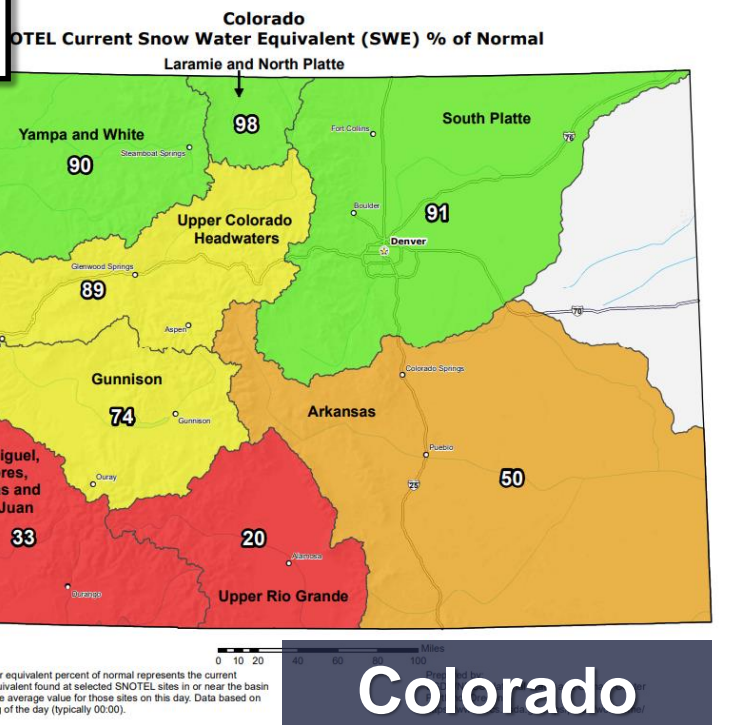 Colorado
OTEL Current Snow Water Equivalent (SWE) % of Normal
Laramie and North Platte
98
South Platte
Fort Collins
Yampa and White
Steamboat Springs
90
76
Boulder
91
Upper Colorado
Headwaters
Denver
Glenwood Springs
89
70
Aspen
Gunnison
Colorado Springs
74
Gunnison
Arkansas
iguel,
res,
s and
Juan
Ouray
Pueblo
50
25
33
20
Alamosa
Durango
Upper Rio Grande
Miles
0 10 20 40 60 80 100
r equivalent percent of normal represents the current
uivalent found at selected SNOTEL sites in or near the basin
e average value for those sites on this day. Data based on
g of the day (typically 00:00).
Prepared by:
Colorado